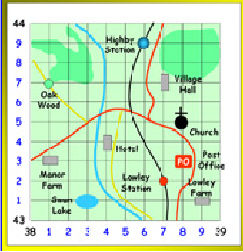 44
9
Highby
Station
8
Village
Hall
7
Oak
Wood
6
5
Church
4
Hostel
3
PO
Post
Office
2
Manor
Farm
Lowley
Station
Lowley
Farm
1
Swan
Lake
43
38 1 2 3 4 5 6 7 8 9 39